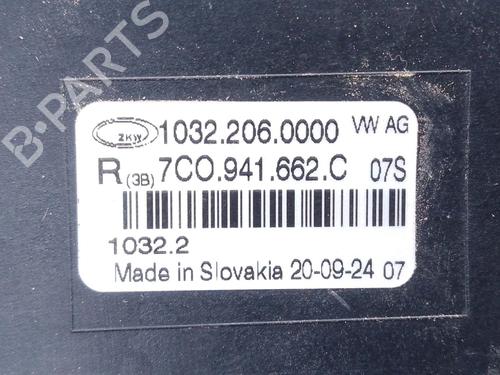 B-PARTS
ZKW 1032.206.0000 VW AG
R (3B) 7C0.941.662.C 07S
1032.2
Made in Slovakia 20-09-24 07